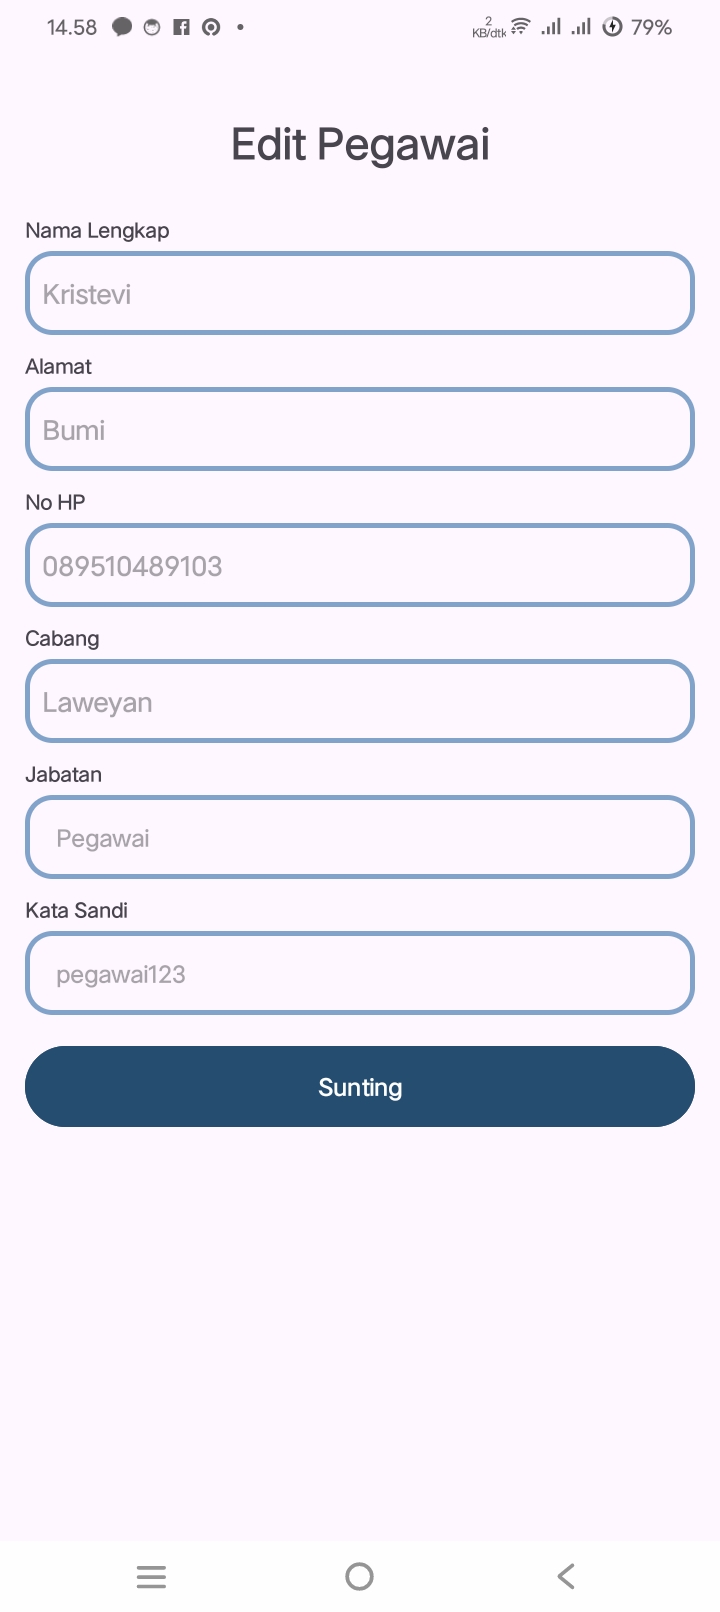 14.58
2
KB/dtk
79%
Edit Pegawai
Nama Lengkap
Kristevi
Alamat
Bumi
No HP
089510489103
Cabang
Laweyan
Jabatan
Pegawai
Kata Sandi
pegawai123
Sunting